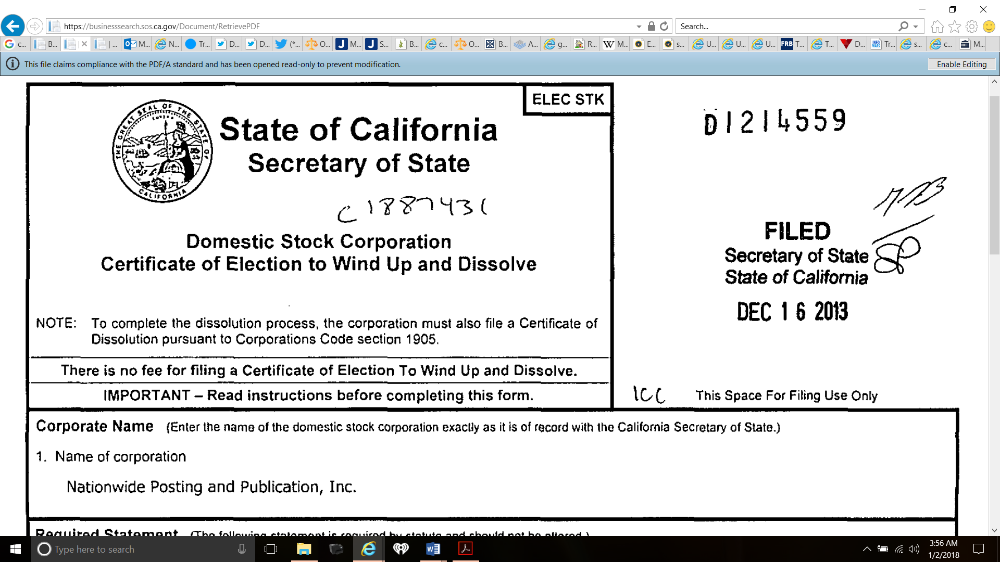 https://businesssearch.sos.ca.gov/Document/RetrievePDF
Search...
c...
B...
|
| ...
M...
N...
Tr...
D...
D...
(*...
O...
M...
S...
B...
c...
O...
B...
A...
g...
R...
W M...
E...
s...
U...
U...
U...
FRB T...
T...
D...
INFO WARS Tr...
s...
c...
M...
This file claims compliance with the PDF/A standard and has been opened read-only to prevent modification.
Enable Editing
ELEC STK
THE GREAT SEAL OF THE STATE OF CALIFORNIA
State of California
Secretary of State
C1887431
Domestic Stock Corporation
Certificate of Election to Wind Up and Dissolve
NOTE: To complete the dissolution process, the corporation must also file a Certificate of
Dissolution pursuant to Corporations Code section 1905.
There is no fee for filing a Certificate of Election To Wind Up and Dissolve.
IMPORTANT – Read instructions before completing this form.
D1214559
FILED
Secretary of State
State of California
DEC 16 2013
1CC
This Space For Filing Use Only
Corporate Name (Enter the name of the domestic stock corporation exactly as it is of record with the California Secretary of State.)
1. Name of corporation
Nationwide Posting and Publication, Inc.
Required Statement (The following statement is required by statute and should not be altered.)
Type here to search
3:56 AM
1/2/2018